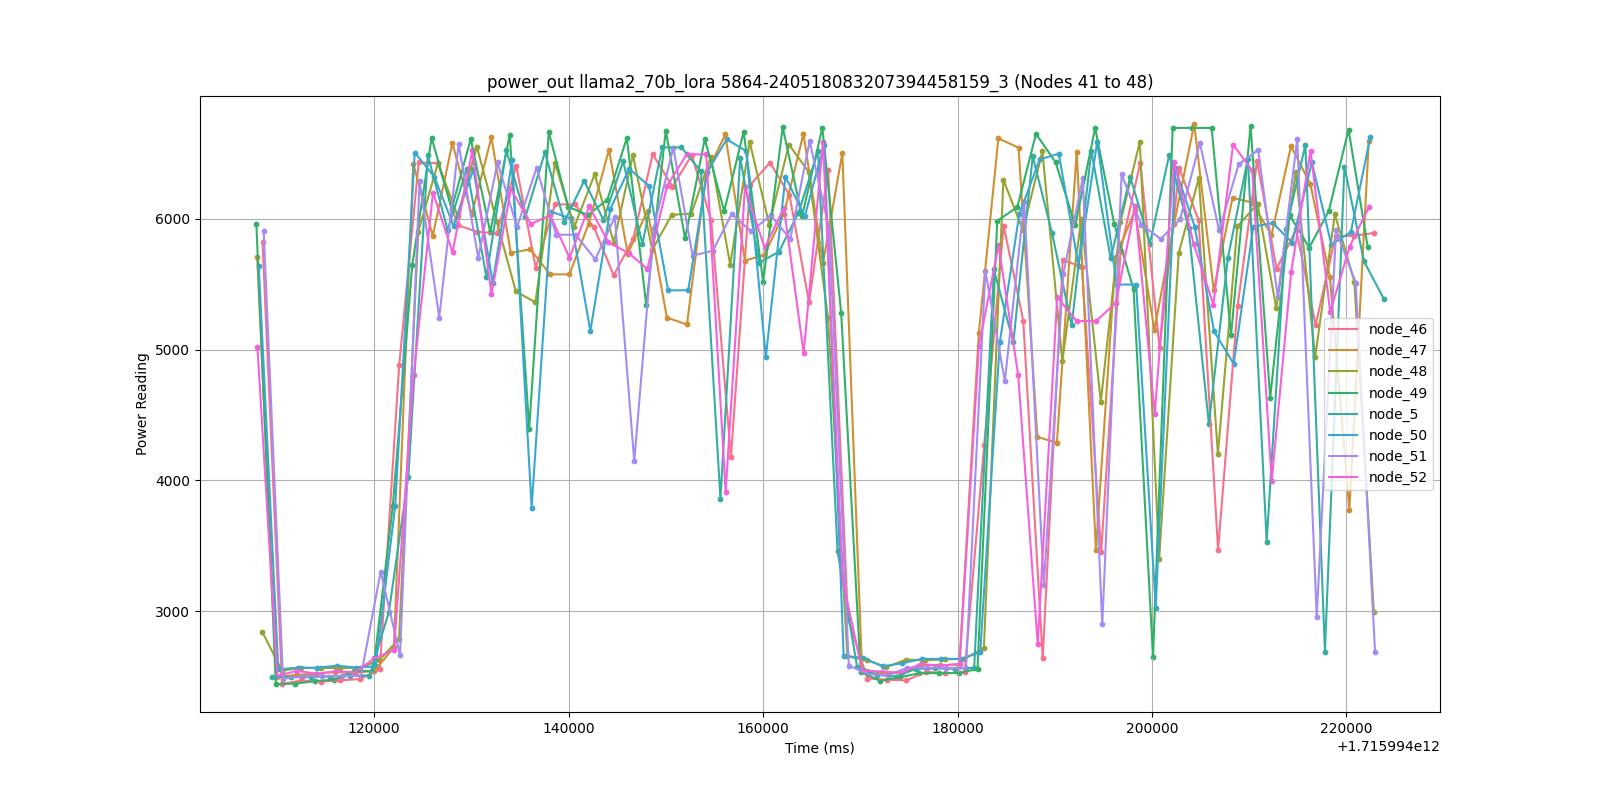 power_out llama2_70b_lora 5864-240518083207394458159_3 (Nodes 41 to 48)
Power Reading
6000
5000
4000
3000
node_46
node_47
node_48
node_49
node_5
node_50
node_51
node_52
120000 140000 160000 180000 200000 220000
Time (ms)
+1.715994e12